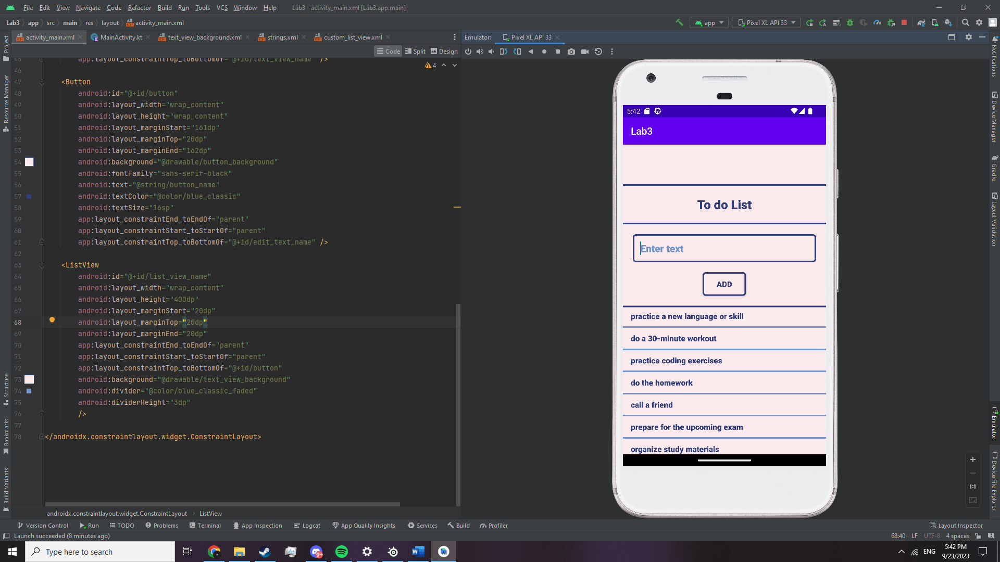 File Edit View Navigate Code Refactor Build Run Tools VCS Window Help Lab3 - activity_main.xml [Lab3.app.main]
Lab3 app src main res layout activity_main.xml app Pixel XL API 33
activity_main.xml MainActivity.kt text_view_background.xml strings.xml custom_list_view.xml Emulator: Pixel XL API 33
Code Split Design
4
45 app:layout_constraintTop_toBottomOf="@+id/text_view_name" />
46
47 <Button
48 android:id="@+id/button"
49 android:layout_width="wrap_content"
50 android:layout_height="wrap_content"
51 android:layout_marginStart="161dp"
52 android:layout_marginTop="20dp"
53 android:layout_marginEnd="162dp"
54 android:background="@drawable/button_background"
55 android:fontFamily="sans-serif-black"
56 android:text="@string/button_name"
57 android:textColor="@color/blue_classic"
58 android:textSize="16sp"
59 app:layout_constraintEnd_toEndOf="parent"
60 app:layout_constraintStart_toStartOf="parent"
61 app:layout_constraintTop_toBottomOf="@+id/edit_text_name" />
62
63 <ListView
64 android:id="@+id/list_view_name"
65 android:layout_width="wrap_content"
66 android:layout_height="400dp"
67 android:layout_marginStart="20dp"
68 android:layout_marginTop="20dp"
69 android:layout_marginEnd="20dp"
70 app:layout_constraintEnd_toEndOf="parent"
71 app:layout_constraintStart_toStartOf="parent"
72 app:layout_constraintTop_toBottomOf="@+id/button"
73 android:background="@drawable/text_view_background"
74 android:divider="@color/blue_classic_faded"
75 android:dividerHeight="3dp"
76 />
77
78 </androidx.constraintlayout.widget.ConstraintLayout>
androidx.constraintlayout.widget.ConstraintLayout ListView
Project
Resource Manager
Structure
Bookmarks
Build Variants
5:42
Lab3
To do List
Enter text
ADD
practice a new language or skill
do a 30-minute workout
practice coding exercises
do the homework
call a friend
prepare for the upcoming exam
organize study materials
1:1
Notifications
Device Manager
Gradle
Layout Validation
Emulator
Device File Explorer
Version Control Run TODO Problems Terminal App Inspection Logcat App Quality Insights Services Build Profiler Layout Inspector
Launch succeeded (8 minutes ago) 68:40 LF UTF-8 4 spaces
Type here to search 9+ ENG 5:42 PM
9/23/2023